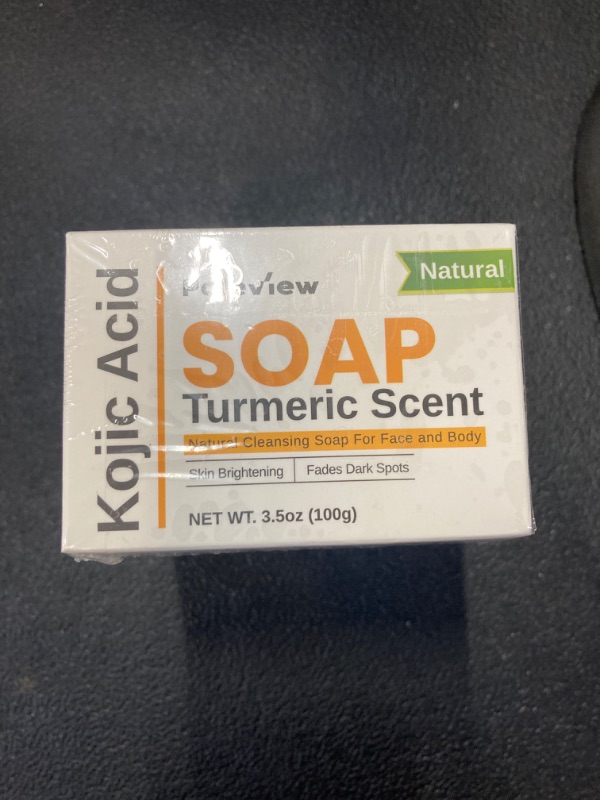 Kojic Acid
Natural
SOAP
Turmeric Scent
Natural Cleansing Soap For Face and Body
Skin Brightening
Fades Dark Spots
NET WT. 3.5oz (100g)